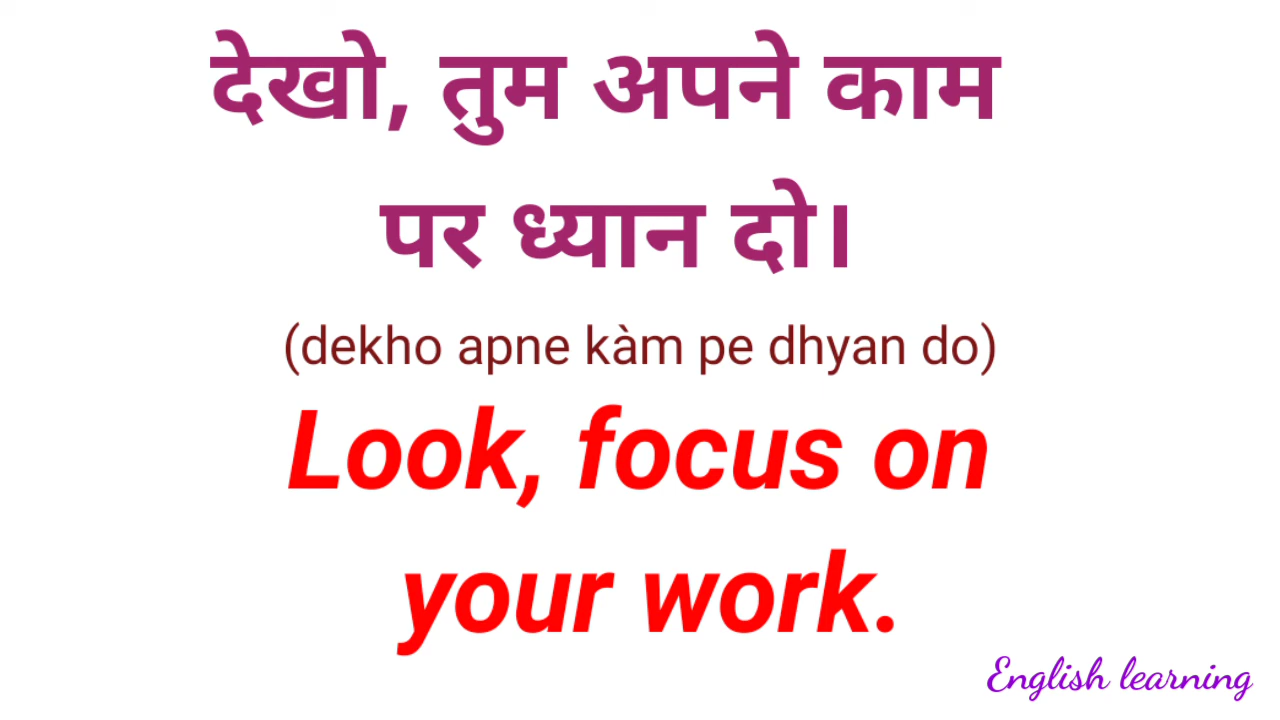 देखो, तुम अपने काम
पर ध्यान दो।
(dekho apne kàm pe dhyan do)
Look, focus on
your work.
English learning